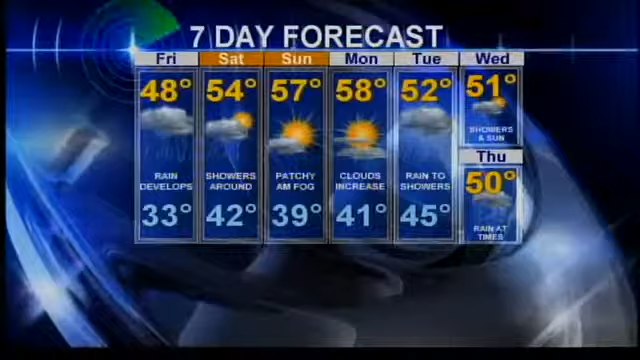 7 DAY FORECAST
Fri
48°
RAIN
DEVELOPS
33°
Sat
54°
SHOWERS
AROUND
42°
Sun
57°
PATCHY
AM FOG
39°
Mon
58°
CLOUDS
INCREASE
41°
Tue
52°
RAIN TO
SHOWERS
45°
Wed
51°
SHOWERS
& SUN
Thu
50°
RAIN AT
TIMES